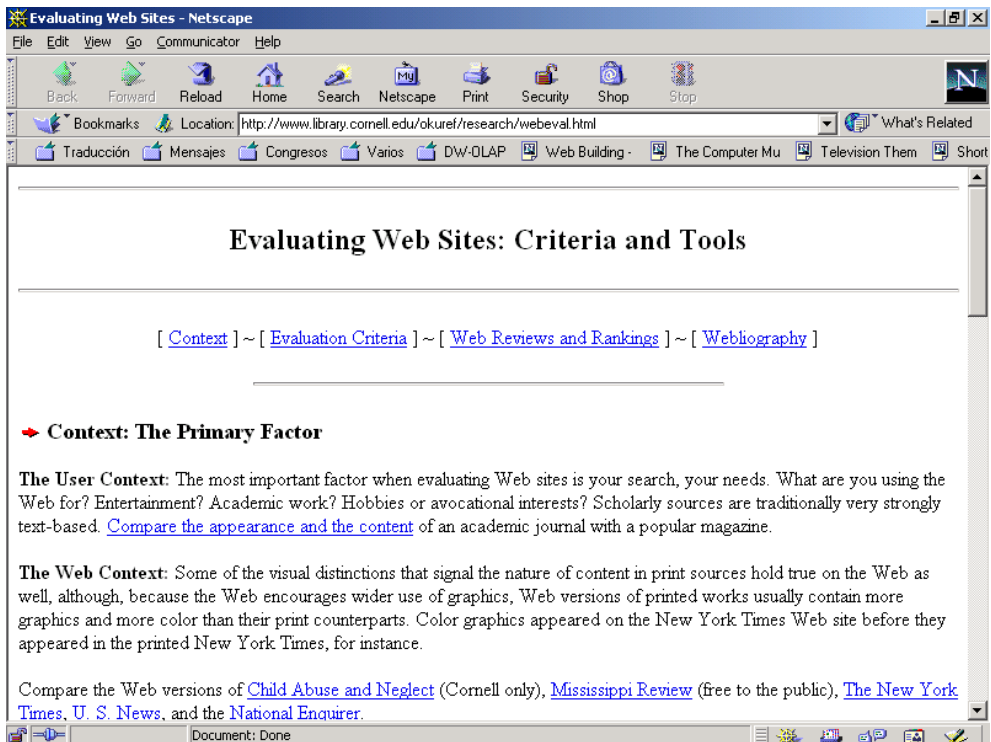 Evaluating Web Sites - Netscape
File Edit View Go Communicator Help
Back Forward Reload Home Search Netscape Print Security Shop Stop
My
N
Bookmarks Location: http://www.library.cornell.edu/okuref/research/webeval.html What's Related
Traducción Mensajes Congresos Varios DW-OLAP Web Building - The Computer Mu Television Them Short
Evaluating Web Sites: Criteria and Tools
[ Context ] ~ [ Evaluation Criteria ] ~ [ Web Reviews and Rankings ] ~ [ Webliography ]
Context: The Primary Factor
The User Context: The most important factor when evaluating Web sites is your search, your needs. What are you using the
Web for? Entertainment? Academic work? Hobbies or avocational interests? Scholarly sources are traditionally very strongly
text-based. Compare the appearance and the content of an academic journal with a popular magazine.
The Web Context: Some of the visual distinctions that signal the nature of content in print sources hold true on the Web as
well, although, because the Web encourages wider use of graphics, Web versions of printed works usually contain more
graphics and more color than their print counterparts. Color graphics appeared on the New York Times Web site before they
appeared in the printed New York Times, for instance.
Compare the Web versions of Child Abuse and Neglect (Cornell only), Mississippi Review (free to the public), The New York
Times, U. S. News, and the National Enquirer.
Document: Done